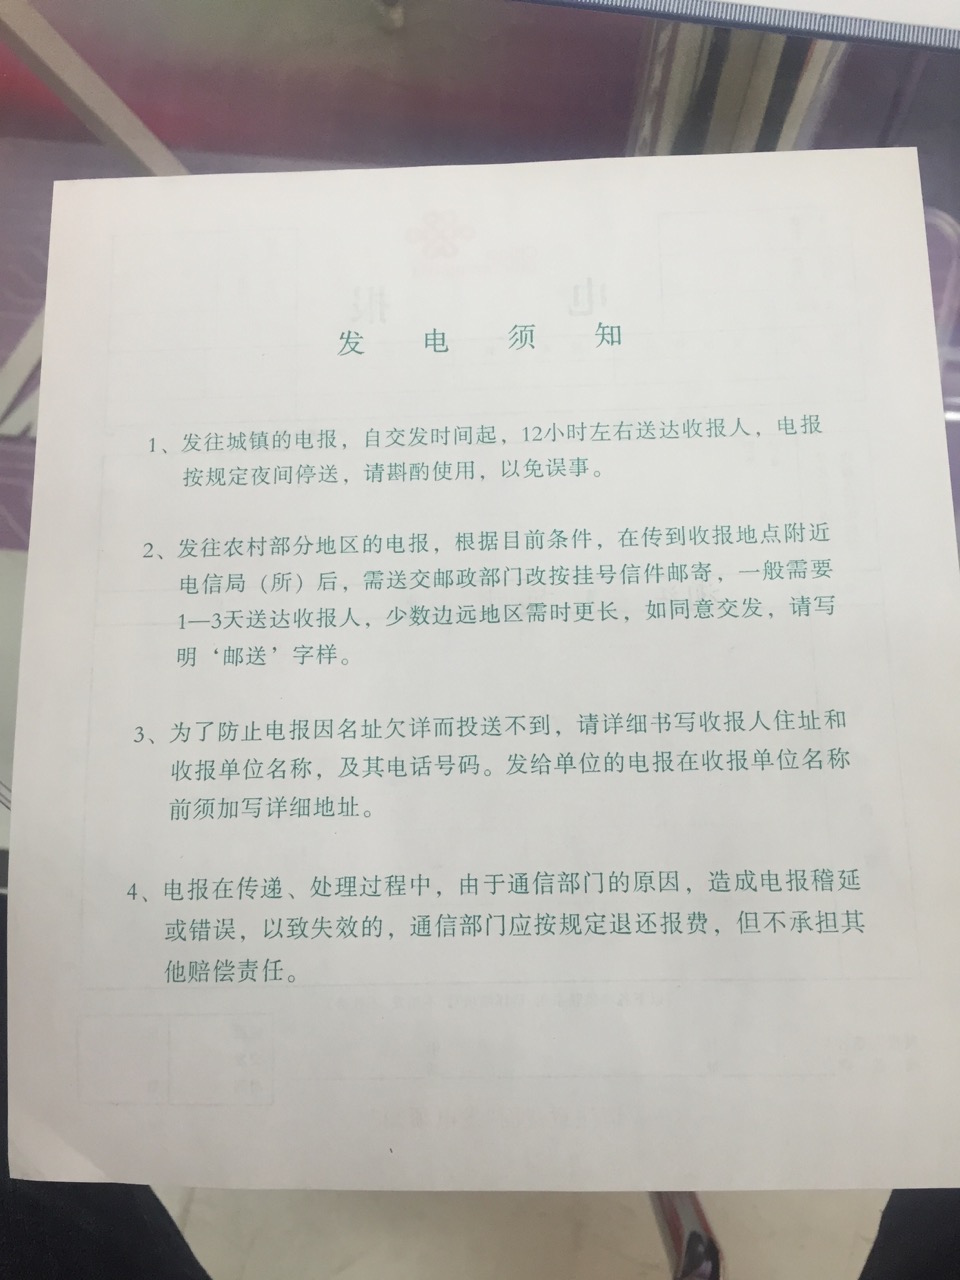 发电须知
1、发往城镇的电报，自交发时间起，12小时左右送达收报人，电报
按规定夜间停送，请斟酌使用，以免误事。
2、发往农村部分地区的电报，根据目前条件，在传到收报地点附近
电信局（所）后，需送交邮政部门改按挂号信件邮寄，一般需要
1—3天送达收报人，少数边远地区需时更长，如同意交发，请写
明‘邮送’字样。
3、为了防止电报因名址欠详而投送不到，请详细书写收报人住址和
收报单位名称，及其电话号码。发给单位的电报在收报单位名称
前须加写详细地址。
4、电报在传递、处理过程中，由于通信部门的原因，造成电报稽延
或错误，以致失效的，通信部门应按规定退还报费，但不承担其
他赔偿责任。